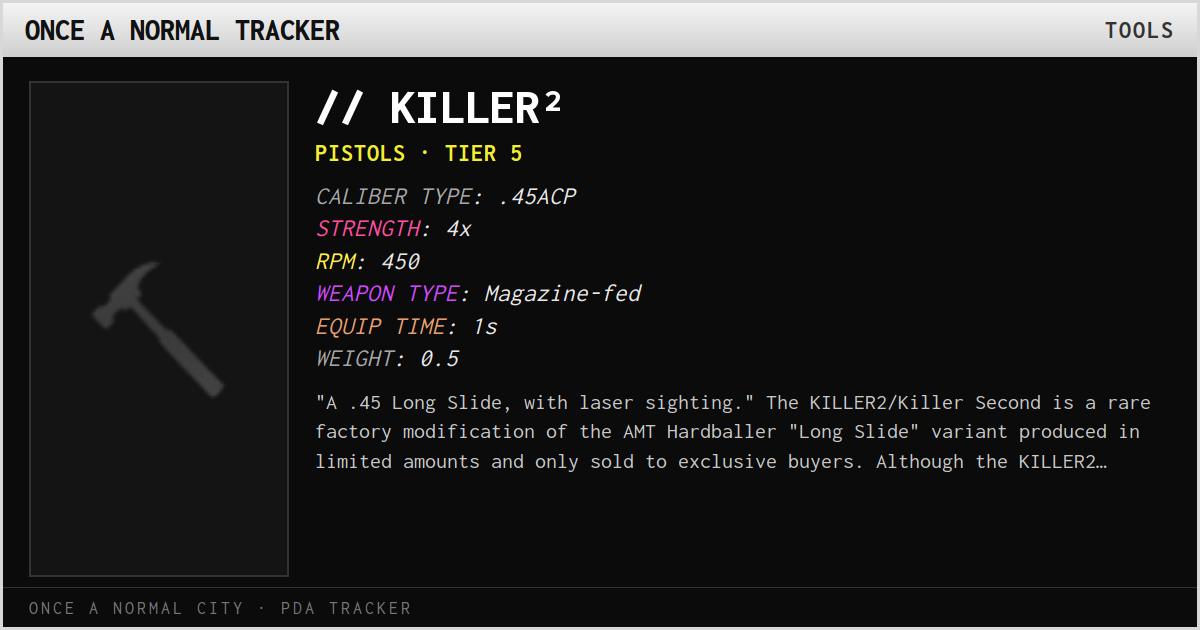 ONCE A NORMAL TRACKER
TOOLS
// KILLER²
PISTOLS · TIER 5
CALIBER TYPE: .45ACP
STRENGTH: 4x
RPM: 450
WEAPON TYPE: Magazine-fed
EQUIP TIME: 1s
WEIGHT: 0.5
"A .45 Long Slide, with laser sighting." The KILLER2/Killer Second is a rare
factory modification of the AMT Hardballer "Long Slide" variant produced in
limited amounts and only sold to exclusive buyers. Although the KILLER2…
ONCE A NORMAL CITY · PDA TRACKER